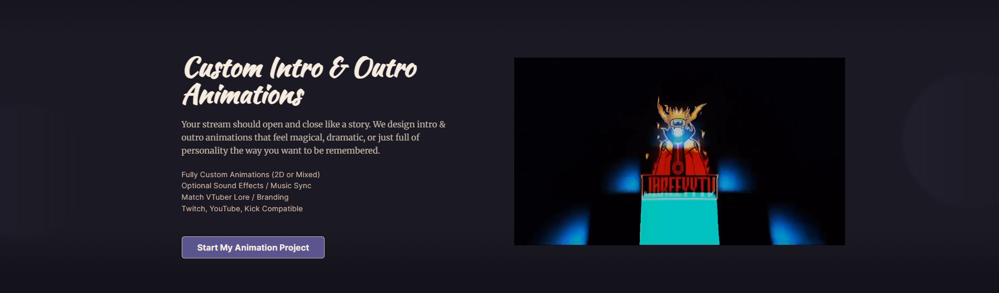 Custom Intro & Outro
Animations
Your stream should open and close like a story. We design intro &
outro animations that feel magical, dramatic, or just full of
personality the way you want to be remembered.
Fully Custom Animations (2D or Mixed)
Optional Sound Effects / Music Sync
Match VTuber Lore / Branding
Twitch, YouTube, Kick Compatible
Start My Animation Project
JAREEYYTV